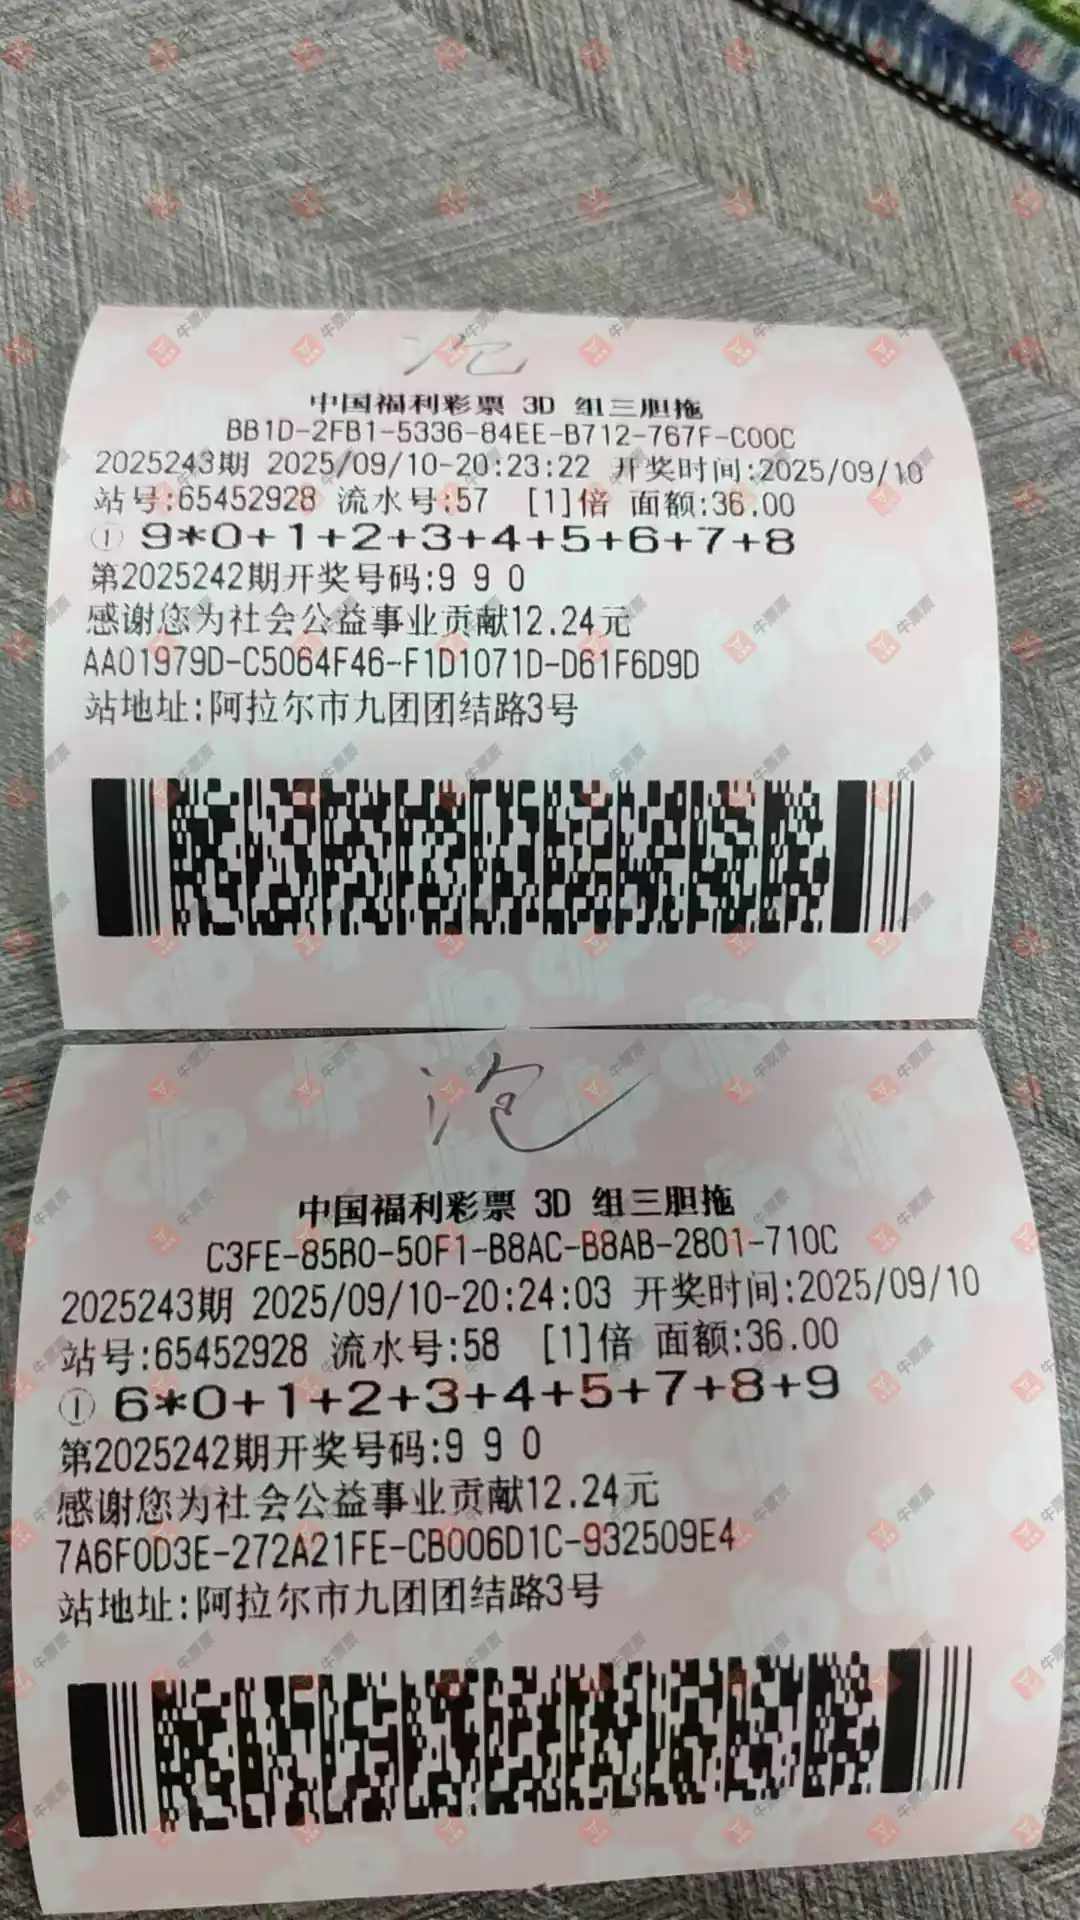 泡
中国福利彩票 3D 组三胆拖
BB1D-2FB1-5336-84EE-B712-767F-C00C
2025243期 2025/09/10-20:23:22 开奖时间:2025/09/10
站号:65452928 流水号:57 [1]倍 面额:36.00
① 9*0+1+2+3+4+5+6+7+8
第2025242期开奖号码:9 9 0
感谢您为社会公益事业贡献12.24元
AA01979D-C5064F46-F1D1071D-D61F6D9D
站地址:阿拉尔市九团团结路3号
泡
中国福利彩票 3D 组三胆拖
C3FE-85B0-50F1-B8AC-B8AB-2801-710C
2025243期 2025/09/10-20:24:03 开奖时间:2025/09/10
站号:65452928 流水号:58 [1]倍 面额:36.00
① 6*0+1+2+3+4+5+7+8+9
第2025242期开奖号码:9 9 0
感谢您为社会公益事业贡献12.24元
7A6F0D3E-272A21FE-CB006D1C-932509E4
站地址:阿拉尔市九团团结路3号
牛票票